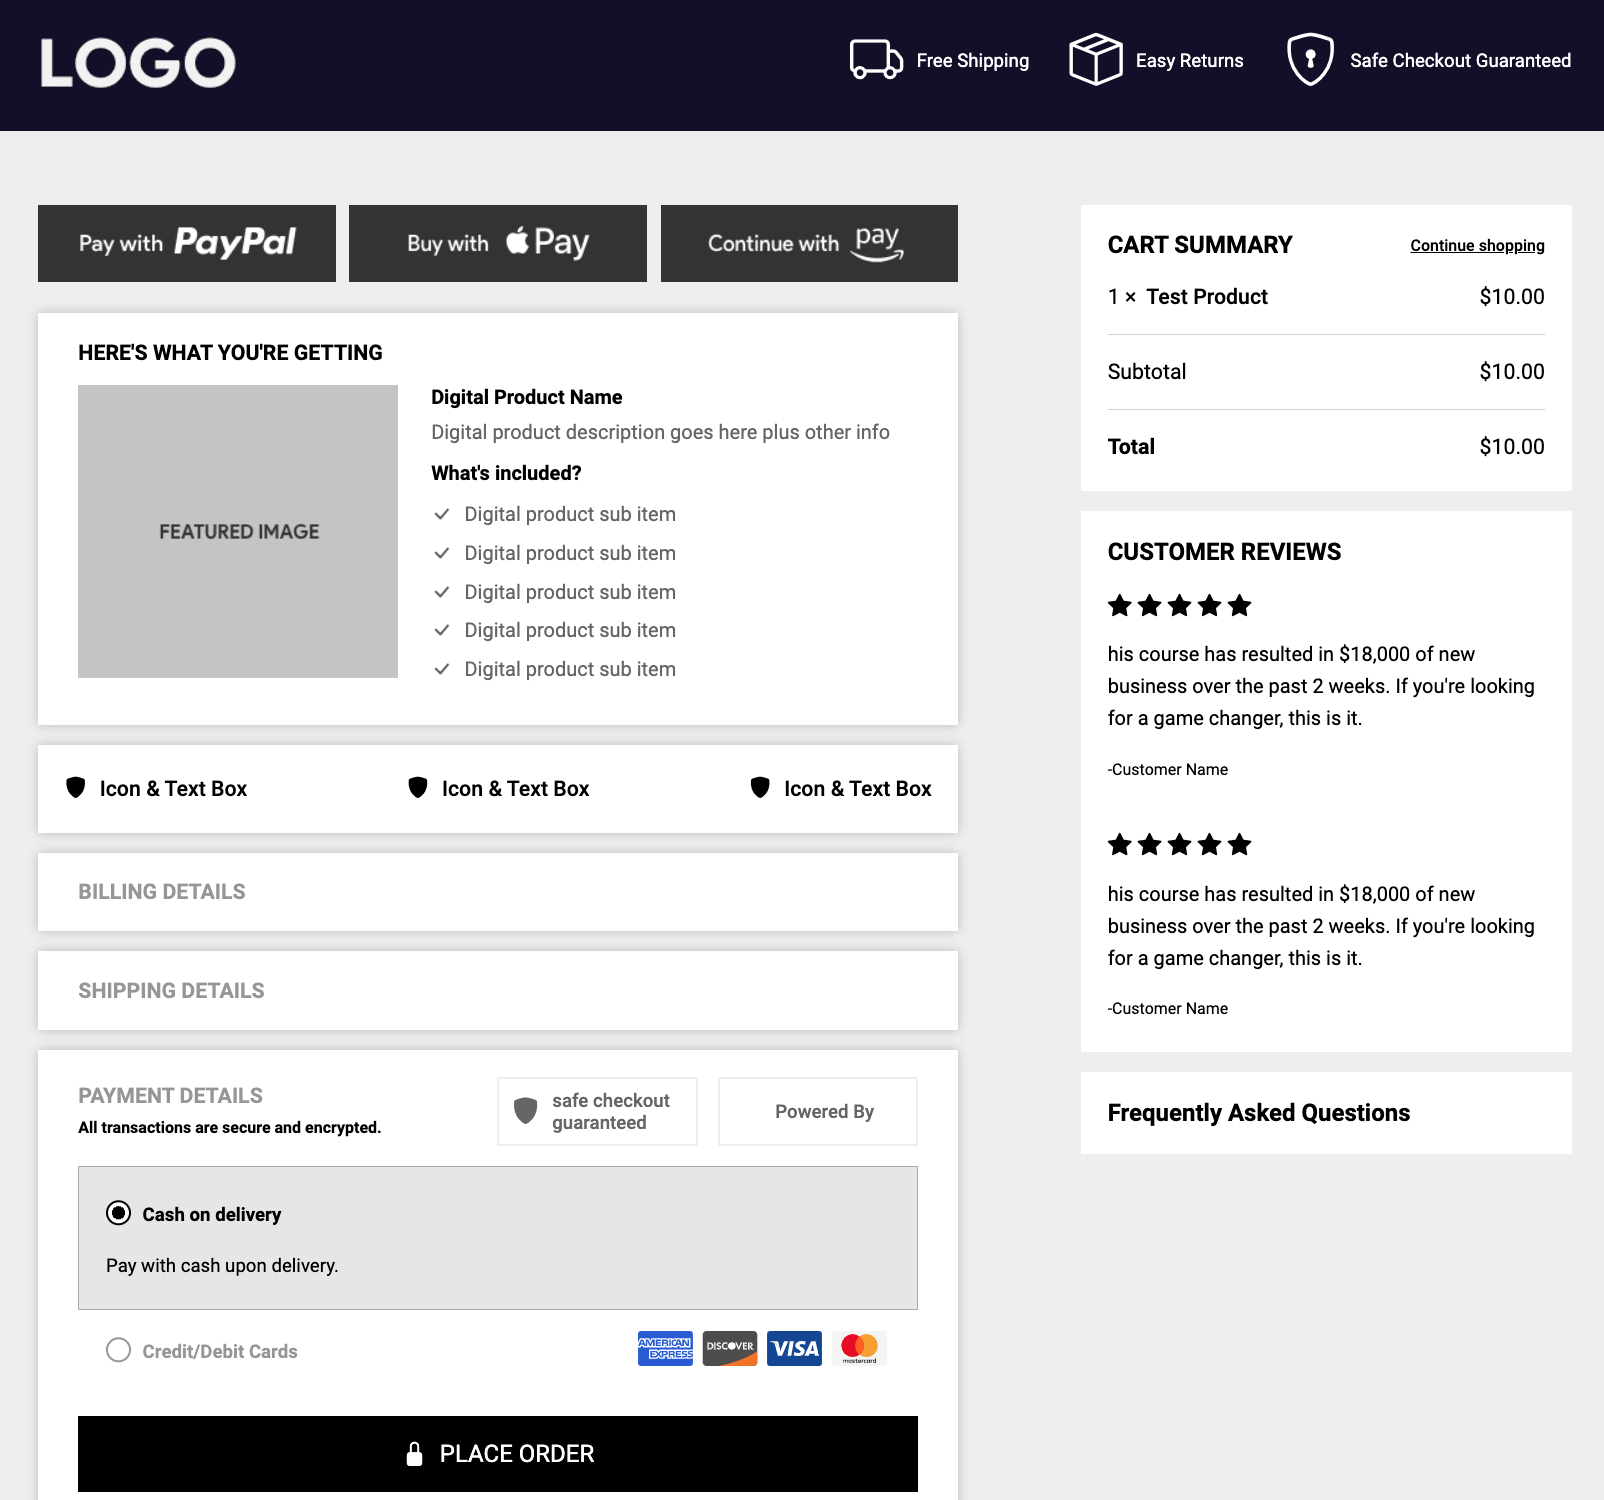 LOGO
Free Shipping
Easy Returns
Safe Checkout Guaranteed
Pay with PayPal
Buy with Pay
Continue with pay
HERE'S WHAT YOU'RE GETTING
FEATURED IMAGE
Digital Product Name
Digital product description goes here plus other info
What's included?
Digital product sub item
Digital product sub item
Digital product sub item
Digital product sub item
Digital product sub item
Icon & Text Box
Icon & Text Box
Icon & Text Box
BILLING DETAILS
SHIPPING DETAILS
PAYMENT DETAILS
All transactions are secure and encrypted.
safe checkout
guaranteed
Powered By
Cash on delivery
Pay with cash upon delivery.
Credit/Debit Cards
AMERICAN
EXPRESS
DISCOVER
VISA
mastercard
PLACE ORDER
CART SUMMARY
Continue shopping
1 × Test Product $10.00
Subtotal $10.00
Total $10.00
CUSTOMER REVIEWS
his course has resulted in $18,000 of new
business over the past 2 weeks. If you're looking
for a game changer, this is it.
-Customer Name
his course has resulted in $18,000 of new
business over the past 2 weeks. If you're looking
for a game changer, this is it.
-Customer Name
Frequently Asked Questions